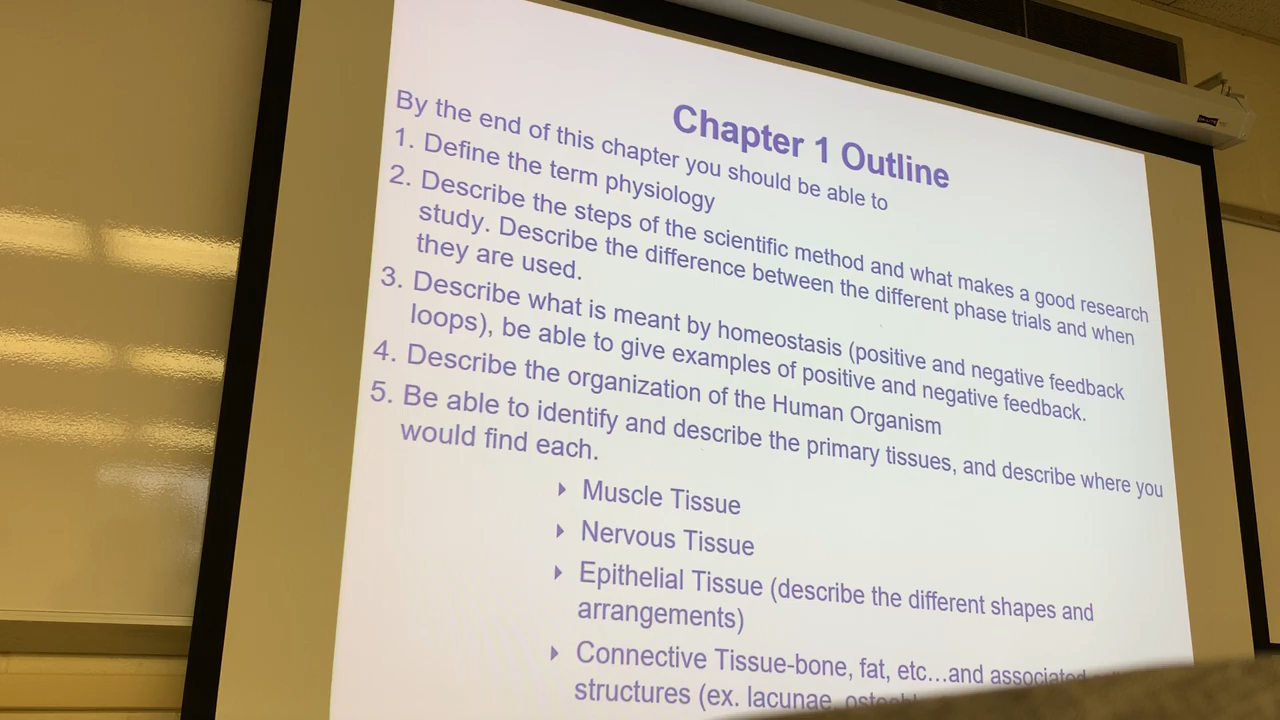 Chapter 1 Outline
By the end of this chapter you should be able to
1. Define the term physiology
2. Describe the steps of the scientific method and what makes a good research
study. Describe the difference between the different phase trials and when
they are used.
3. Describe what is meant by homeostasis (positive and negative feedback
loops), be able to give examples of positive and negative feedback.
4. Describe the organization of the Human Organism
5. Be able to identify and describe the primary tissues, and describe where you
would find each.
Muscle Tissue
Nervous Tissue
Epithelial Tissue (describe the different shapes and
arrangements)
Connective Tissue-bone, fat, etc...and associated
structures (ex. lacunae,